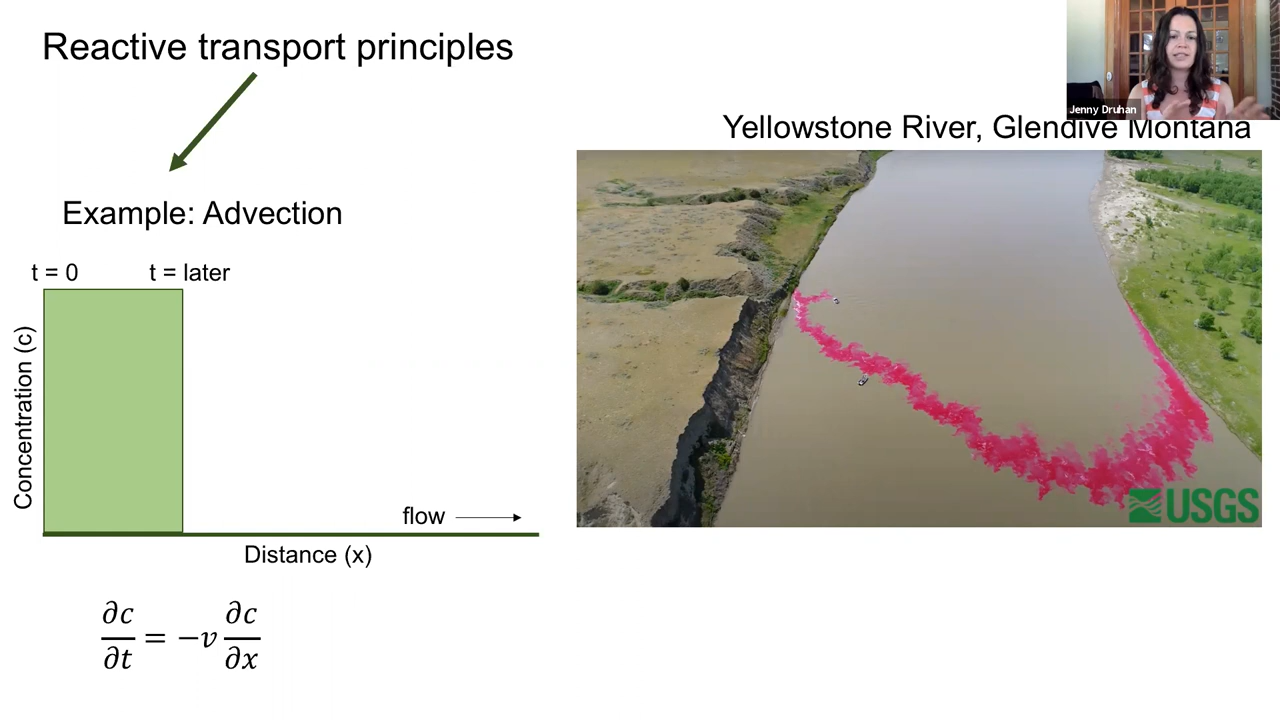 Reactive transport principles
Jenny Druhan
Yellowstone River, Glendive Montana
Example: Advection
t = 0
t = later
Concentration (c)
flow
Distance (x)
USGS
∂c/∂t = −v ∂c/∂x